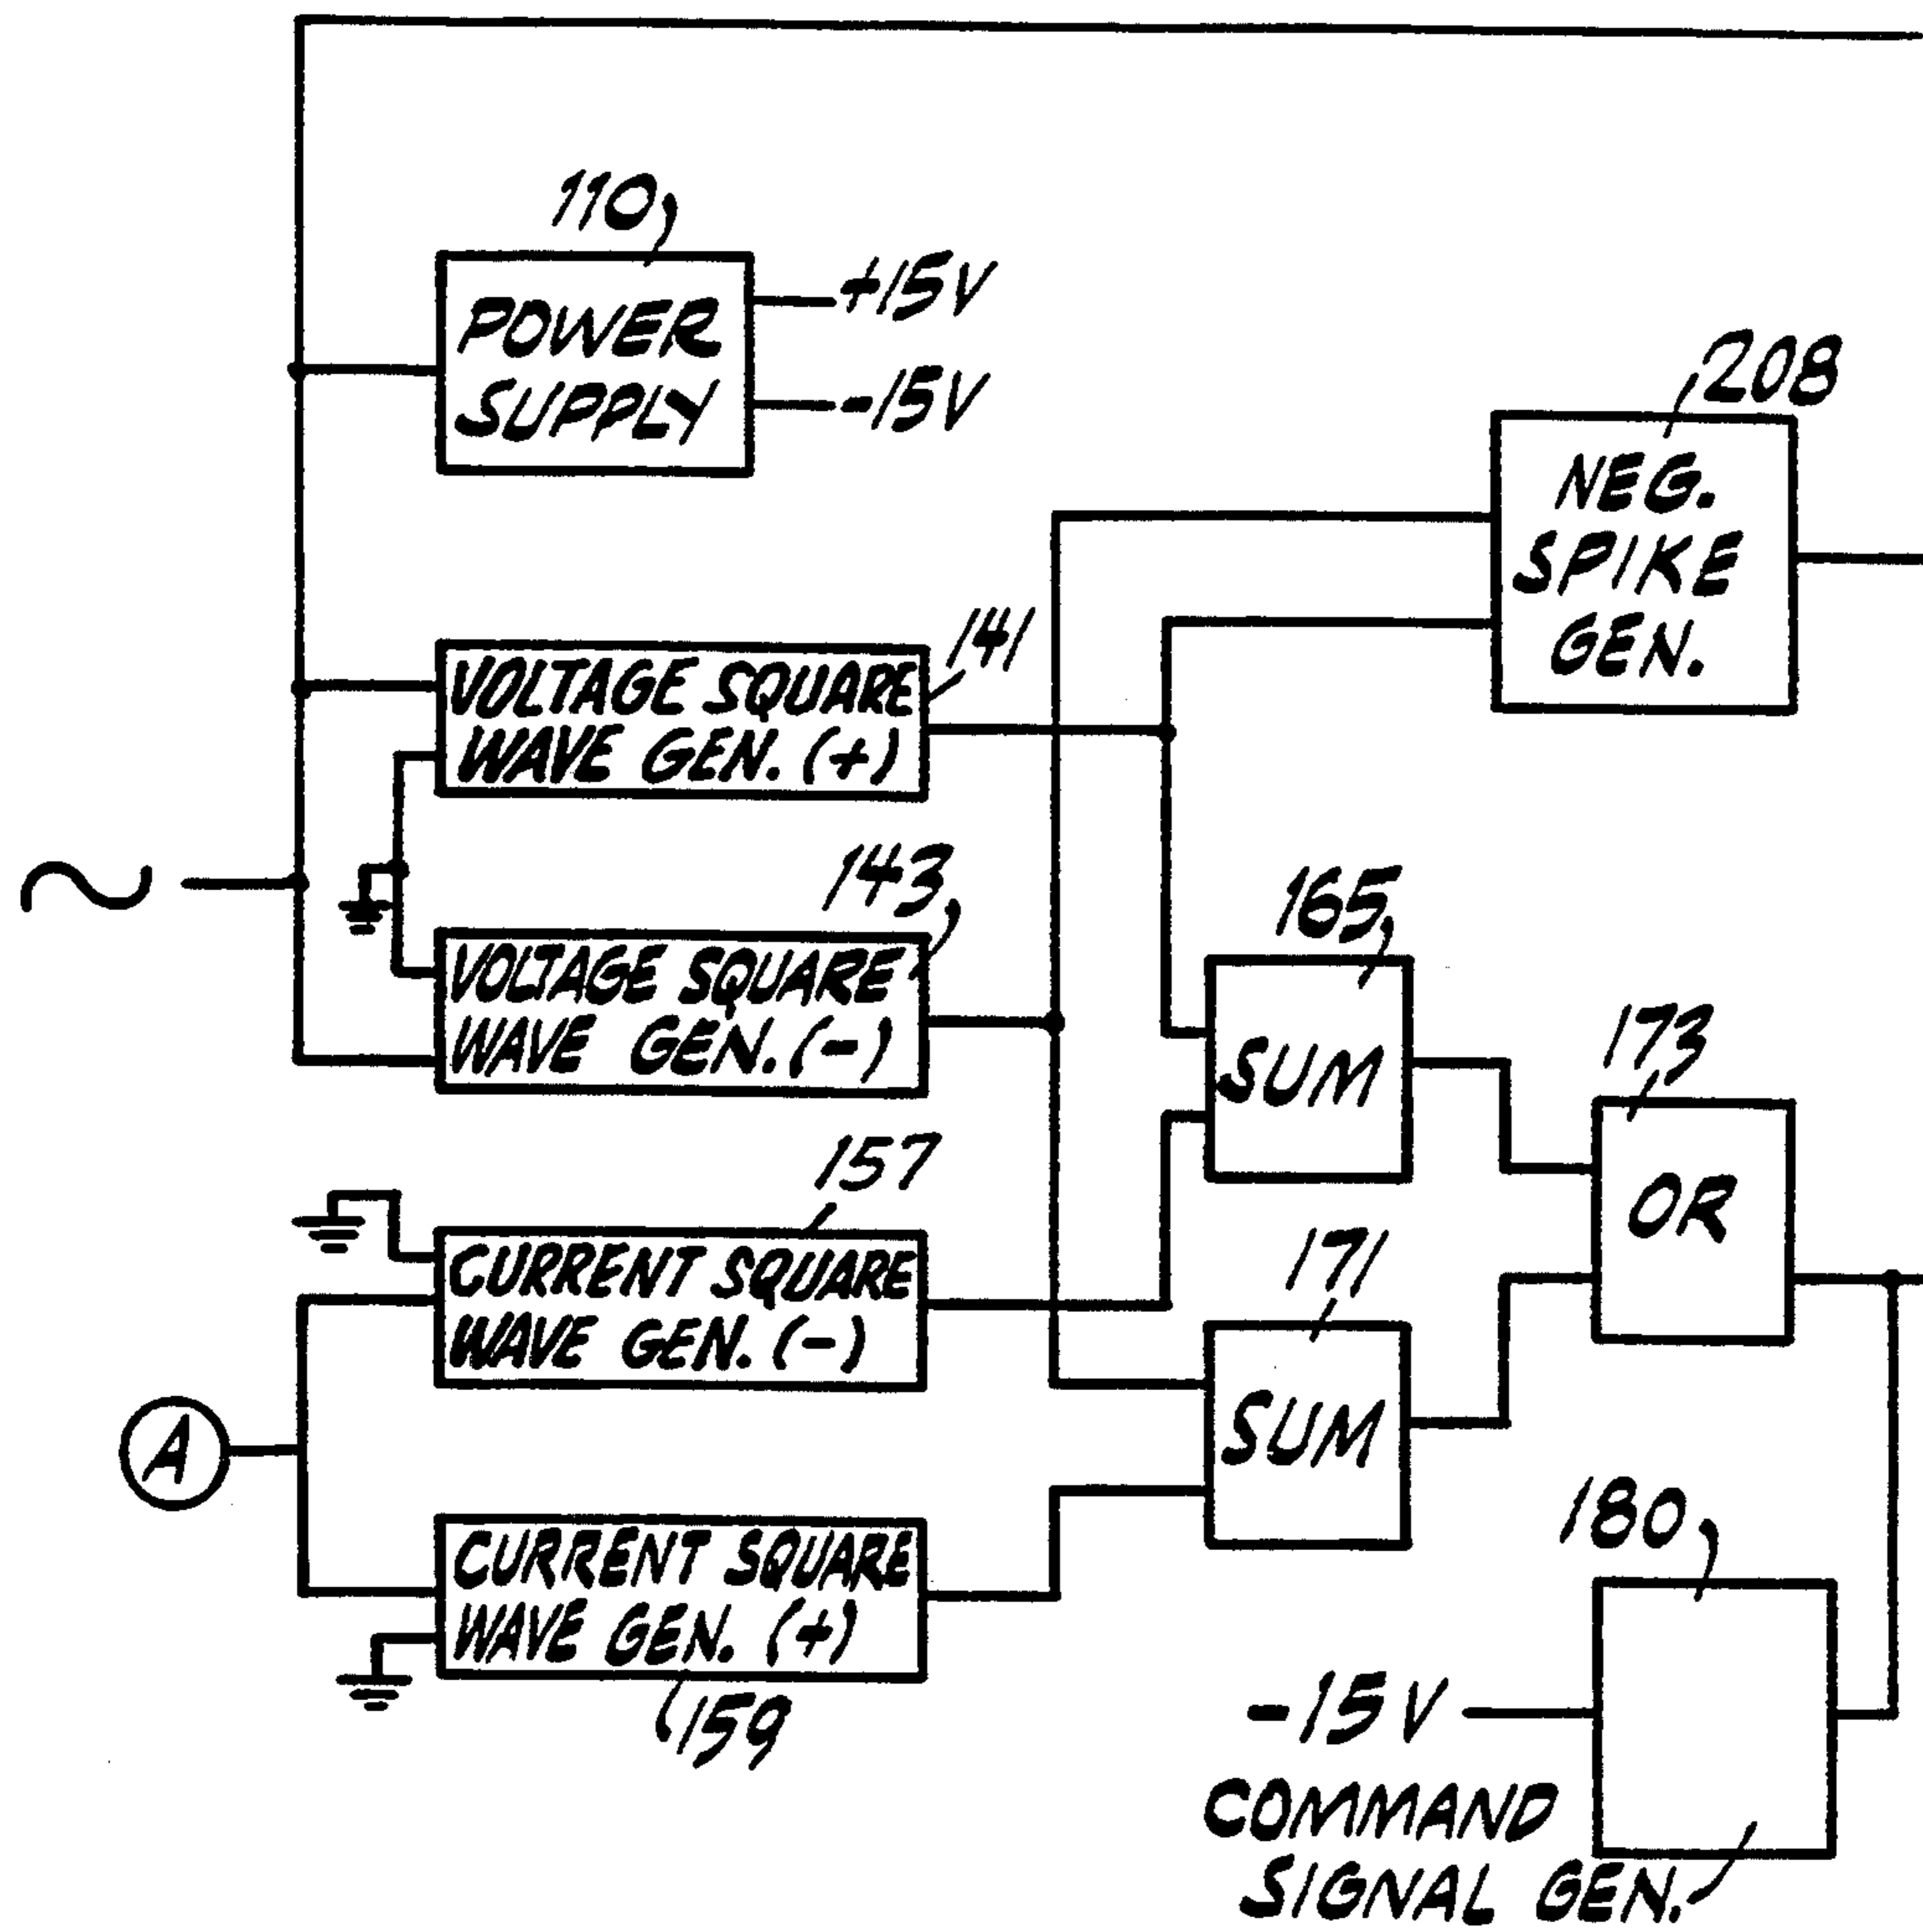 110
POWER
SUPPLY
+15V
-15V
208
NEG.
SPIKE
GEN.
141
VOLTAGE SQUARE
WAVE GEN. (+)
143
VOLTAGE SQUARE
WAVE GEN. (-)
165
SUM
173
OR
157
CURRENT SQUARE
WAVE GEN. (-)
171
SUM
A
CURRENT SQUARE
WAVE GEN. (+)
159
180
-15V
COMMAND
SIGNAL GEN.